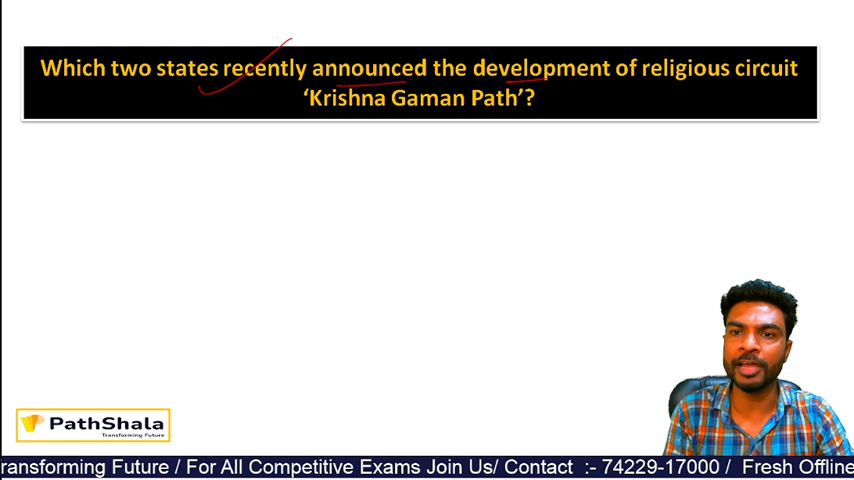 Which two states recently announced the development of religious circuit
‘Krishna Gaman Path’?
PathShala
Transforming Future
ransforming Future / For All Competitive Exams Join Us/ Contact :- 74229-17000 / Fresh Offline